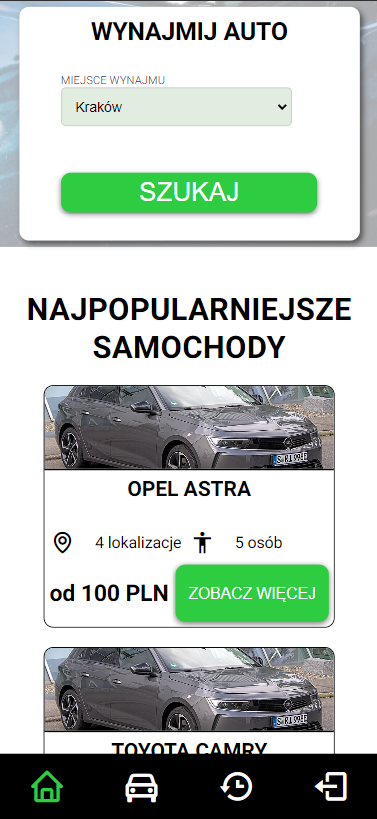 WYNAJMIJ AUTO
MIEJSCE WYNAJMU
Kraków
SZUKAJ
NAJPOPULARNIEJSZE
SAMOCHODY
OPEL ASTRA
4 lokalizacje 5 osób
od 100 PLN ZOBACZ WIĘCEJ
TOYOTA CAMRY